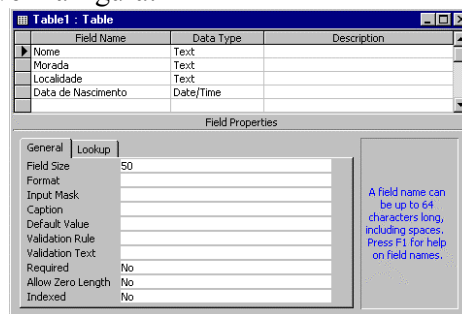 Table1 : Table
Field Name Data Type Description
Nome Text
Morada Text
Localidade Text
Data de Nascimento Date/Time
Field Properties
General Lookup
Field Size 50
Format
Input Mask
Caption
Default Value
Validation Rule
Validation Text
Required No
Allow Zero Length No
Indexed No
A field name can
be up to 64
characters long,
including spaces.
Press F1 for help
on field names.